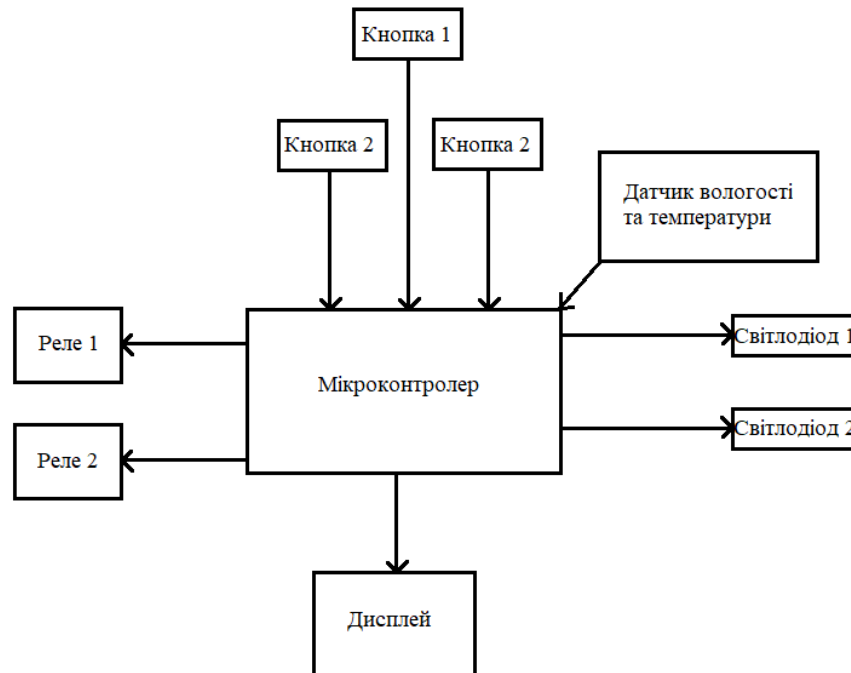 Кнопка 1
Кнопка 2
Кнопка 2
Датчик вологості
та температури
Реле 1
Світлодіод 1
Мікроконтролер
Реле 2
Світлодіод 2
Дисплей